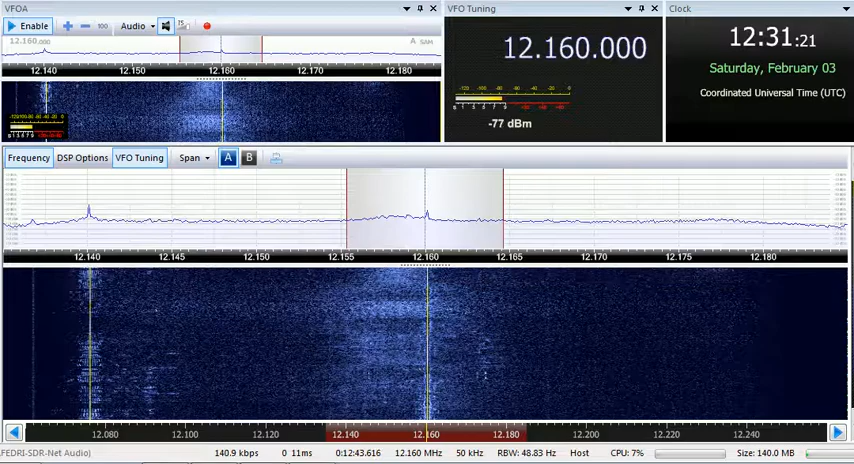 VFOA
Enable 100 Audio 75
12.160.000 A SAM
12.140 12.150 12.160 12.170 12.180
VFO Tuning
12.160.000
-77 dBm
Clock
12:31:21
Saturday, February 03
Coordinated Universal Time (UTC)
Frequency DSP Options VFO Tuning Span A B
12.140 12.145 12.150 12.155 12.160 12.165 12.170 12.175 12.180
12.080 12.100 12.120 12.140 12.160 12.180 12.200 12.220 12.240
AFEDRI-SDR-Net Audio) 140.9 kbps 0 11ms 0:12:43.616 12.160 MHz 50 kHz RBW: 48.83 Hz Host CPU: 7% Size: 140.0 MB